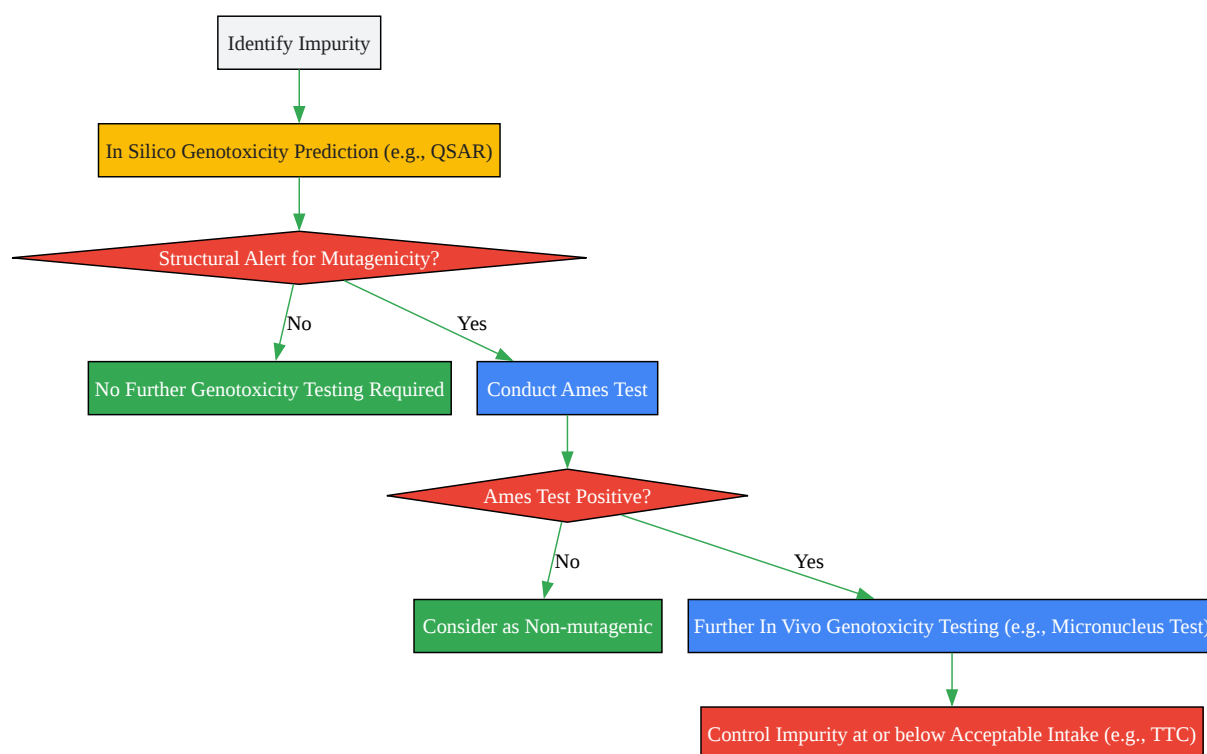 Identify Impurity
In Silico Genotoxicity Prediction (e.g., QSAR)
Structural Alert for Mutagenicity?
No
Yes
No Further Genotoxicity Testing Required
Conduct Ames Test
Ames Test Positive?
No
Yes
Consider as Non-mutagenic
Further In Vivo Genotoxicity Testing (e.g., Micronucleus Test)
Control Impurity at or below Acceptable Intake (e.g., TTC)